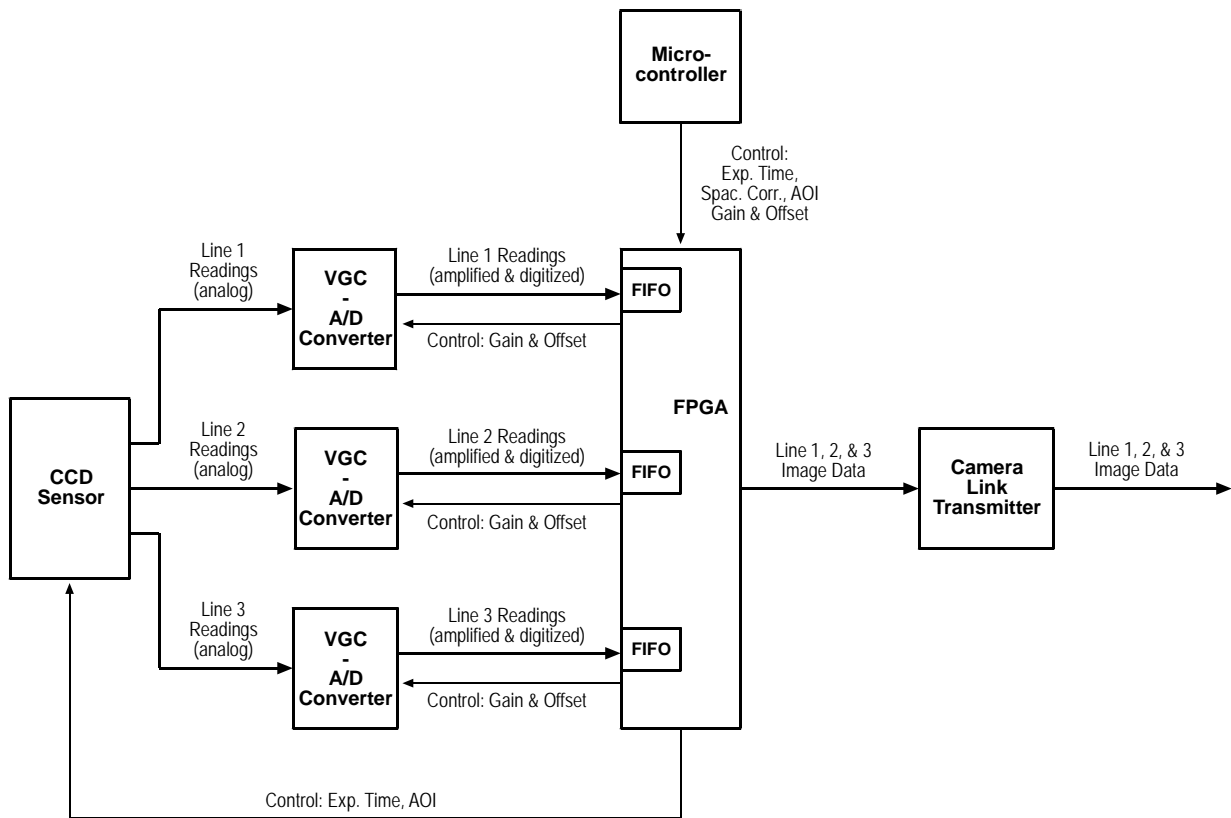 Micro-
controller
Control:
Exp. Time,
Spac. Corr., AOI
Gain & Offset
Line 1
Readings
(analog)
VGC
-
A/D
Converter
Line 1 Readings
(amplified & digitized)
FIFO
Control: Gain & Offset
FPGA
CCD
Sensor
Line 2
Readings
(analog)
VGC
-
A/D
Converter
Line 2 Readings
(amplified & digitized)
FIFO
Control: Gain & Offset
Line 1, 2, & 3
Image Data
Camera
Link
Transmitter
Line 1, 2, & 3
Image Data
Line 3
Readings
(analog)
VGC
-
A/D
Converter
Line 3 Readings
(amplified & digitized)
FIFO
Control: Gain & Offset
Control: Exp. Time, AOI